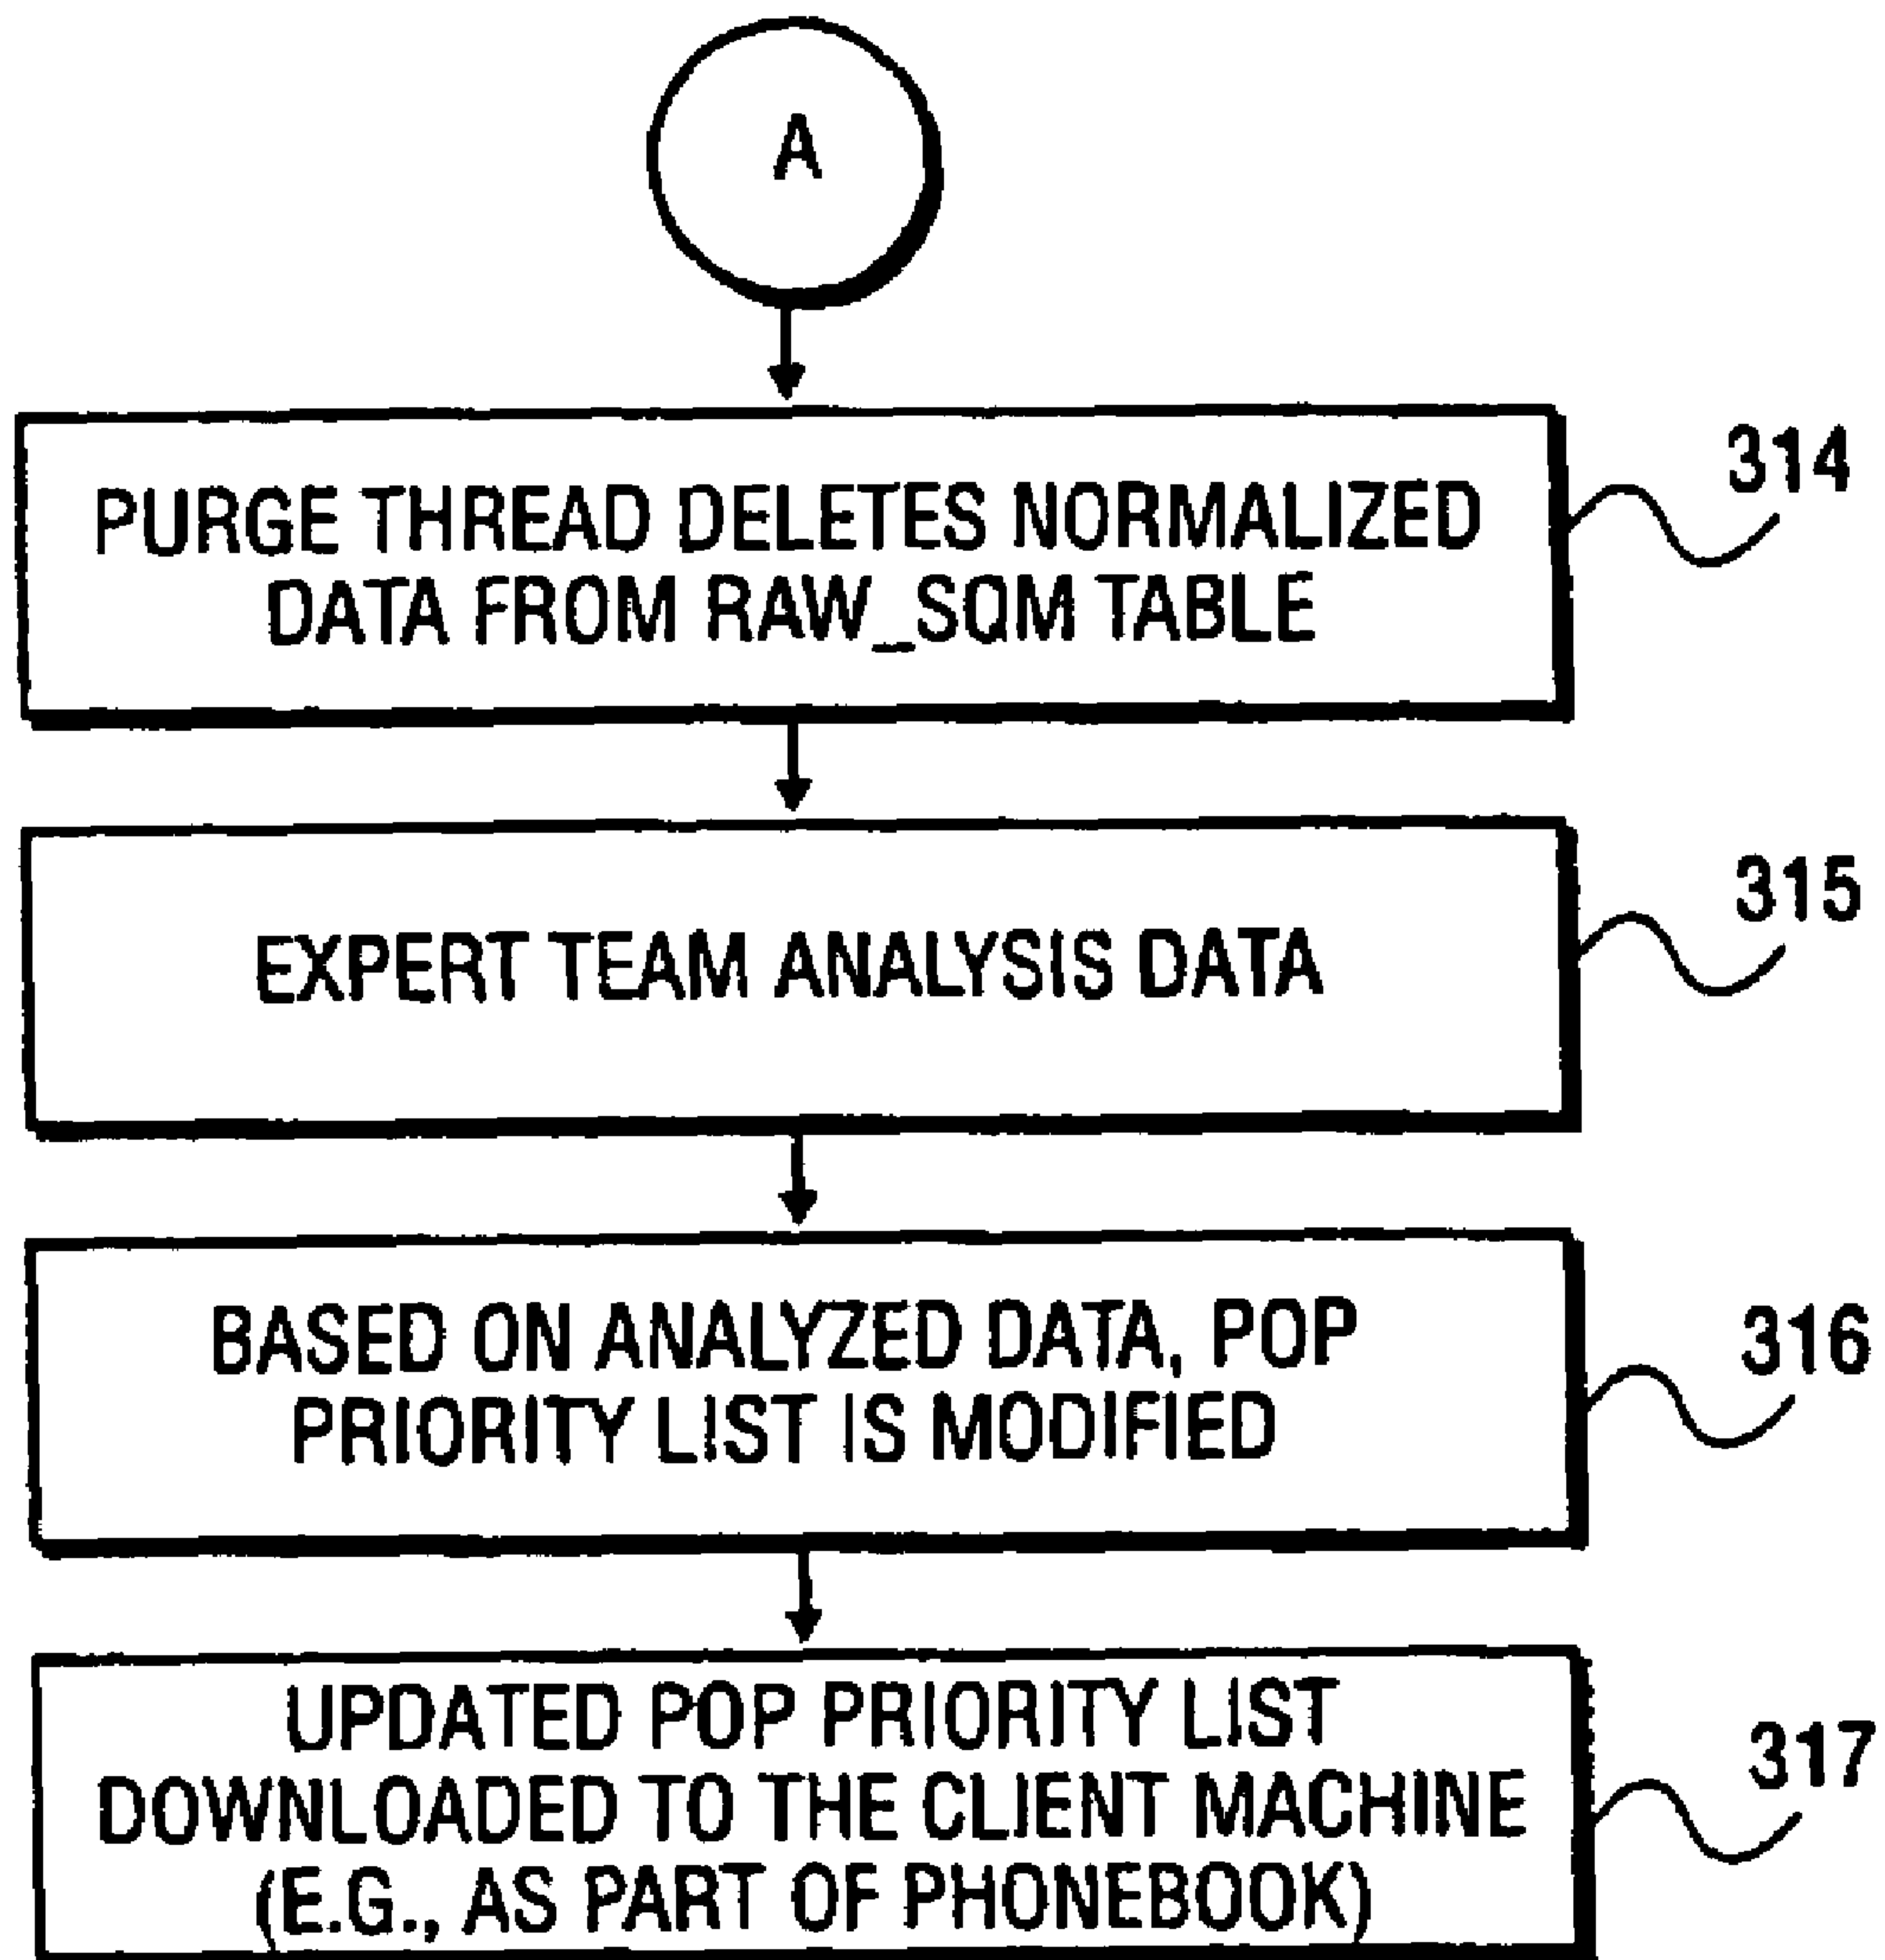 A
PURGE THREAD DELETES NORMALIZED
DATA FROM RAW_SQM TABLE
314
EXPERT TEAM ANALYSIS DATA
315
BASED ON ANALYZED DATA, POP
PRIORITY LIST IS MODIFIED
316
UPDATED POP PRIORITY LIST
DOWNLOADED TO THE CLIENT MACHINE
(E.G., AS PART OF PHONEBOOK)
317